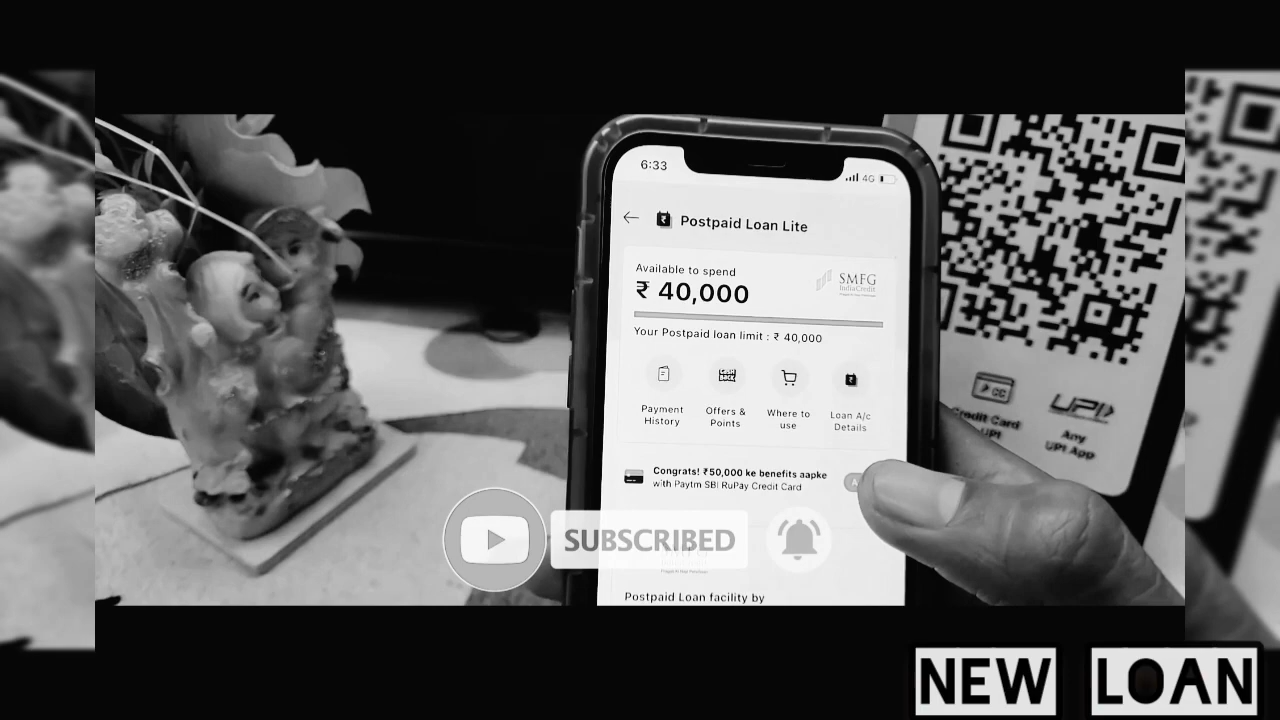 6:33
4G
Postpaid Loan Lite
Available to spend
₹ 40,000
SMFG
IndiaCredit
Your Postpaid loan limit : ₹ 40,000
Payment
History
Offers &
Points
Where to
use
Loan A/c
Details
Congrats! ₹50,000 ke benefits aapke
with Paytm SBI RuPay Credit Card
SUBSCRIBED
Postpaid Loan facility by
CC
Credit Card
UPI
UPI
Any
UPI App
NEW LOAN